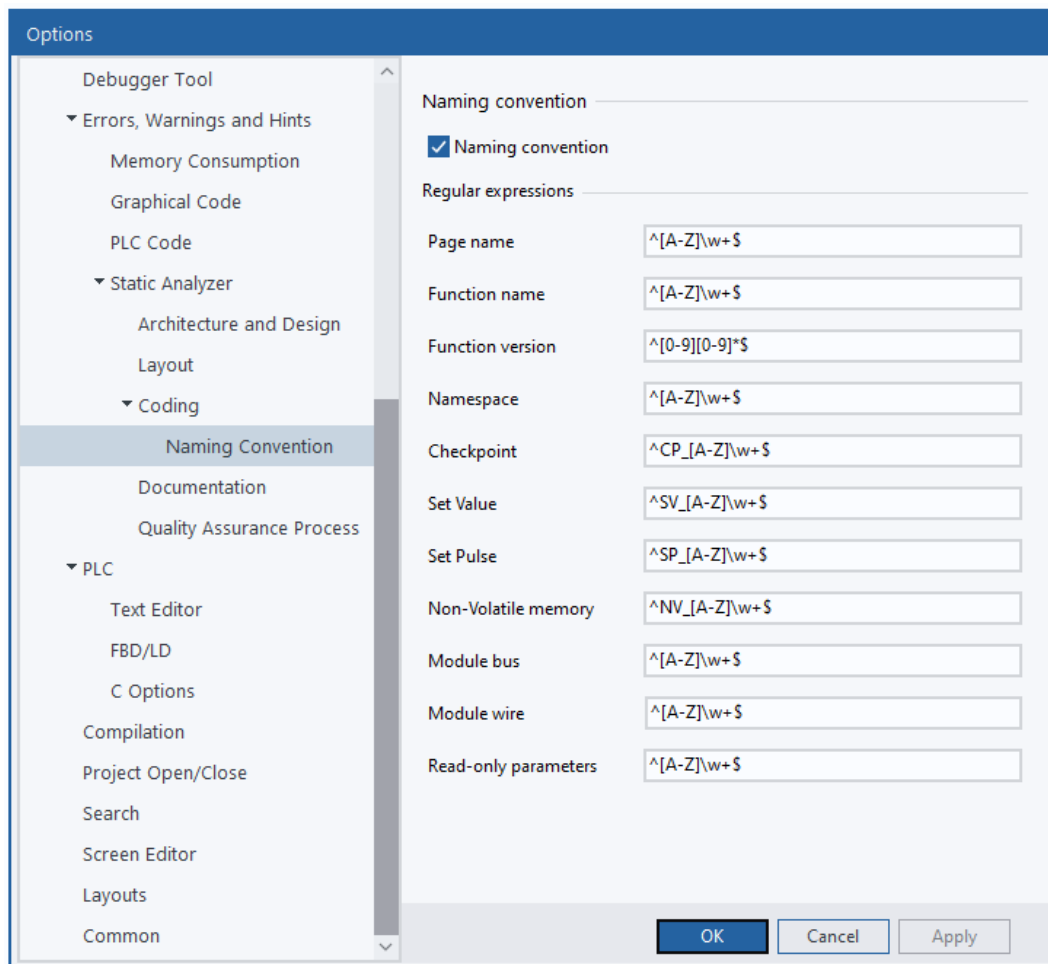 Options
Debugger Tool
Errors, Warnings and Hints
Memory Consumption
Graphical Code
PLC Code
Static Analyzer
Architecture and Design
Layout
Coding
Naming Convention
Documentation
Quality Assurance Process
PLC
Text Editor
FBD/LD
C Options
Compilation
Project Open/Close
Search
Screen Editor
Layouts
Common
Naming convention
Naming convention
Regular expressions
Page name ^[A-Z]\w+$
Function name ^[A-Z]\w+$
Function version ^[0-9][0-9]*$
Namespace ^[A-Z]\w+$
Checkpoint ^CP_[A-Z]\w+$
Set Value ^SV_[A-Z]\w+$
Set Pulse ^SP_[A-Z]\w+$
Non-Volatile memory ^NV_[A-Z]\w+$
Module bus ^[A-Z]\w+$
Module wire ^[A-Z]\w+$
Read-only parameters ^[A-Z]\w+$
OK Cancel Apply